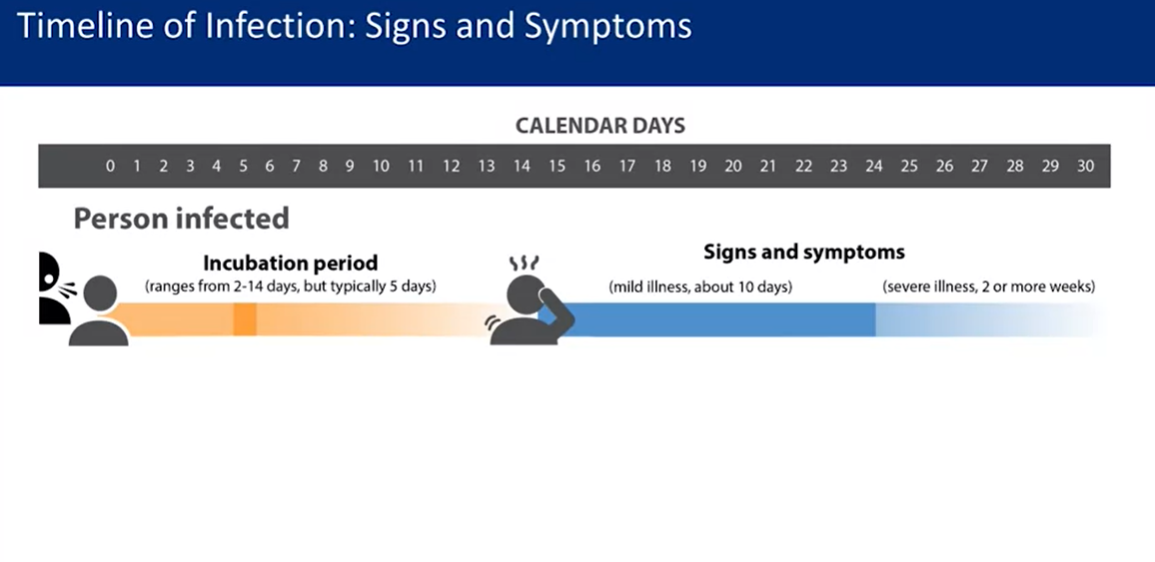 Timeline of Infection: Signs and Symptoms
CALENDAR DAYS
0 1 2 3 4 5 6 7 8 9 10 11 12 13 14 15 16 17 18 19 20 21 22 23 24 25 26 27 28 29 30
Person infected
Incubation period
(ranges from 2-14 days, but typically 5 days)
Signs and symptoms
(mild illness, about 10 days)
(severe illness, 2 or more weeks)